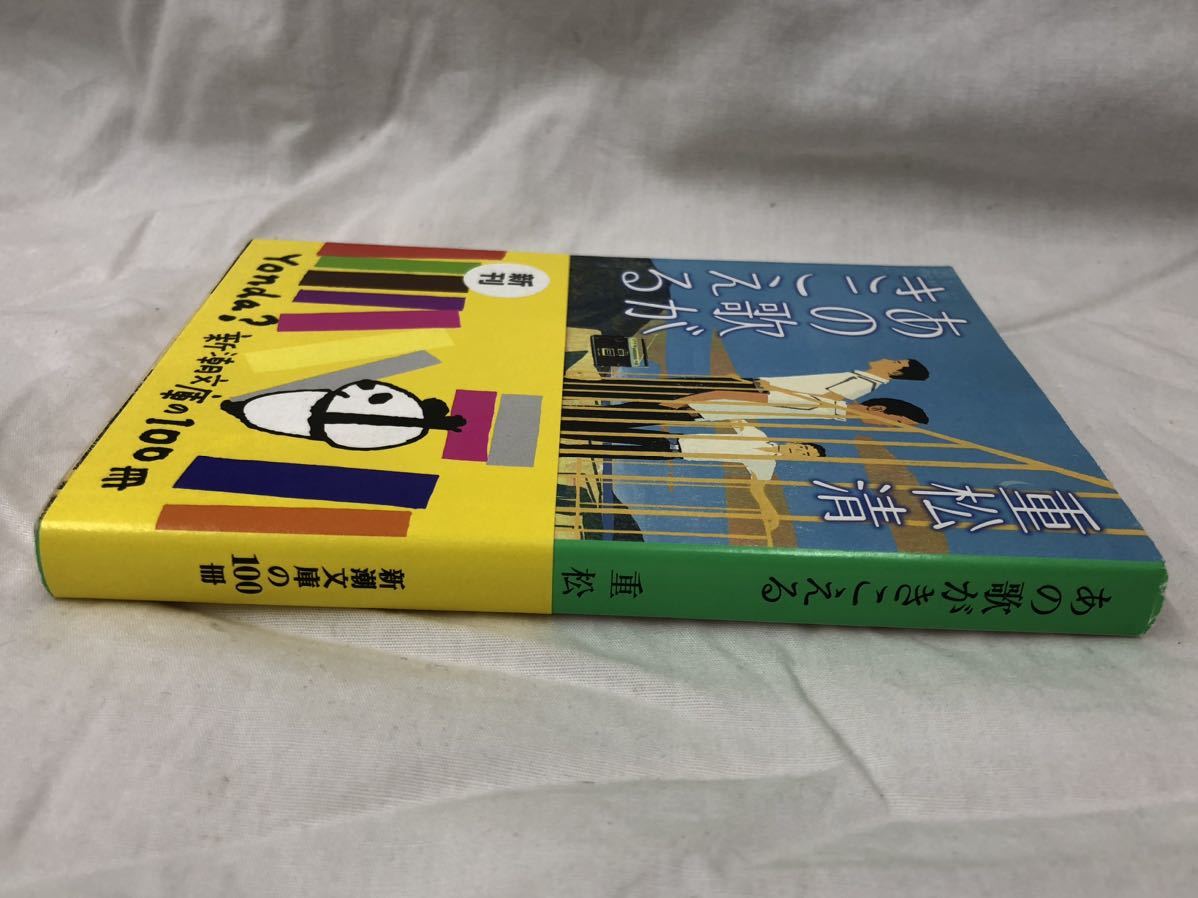 あの歌が
きこえる
重松清
新刊
Yonda?
新潮文庫の100冊
あの歌がきこえる
重松
新潮文庫の100冊